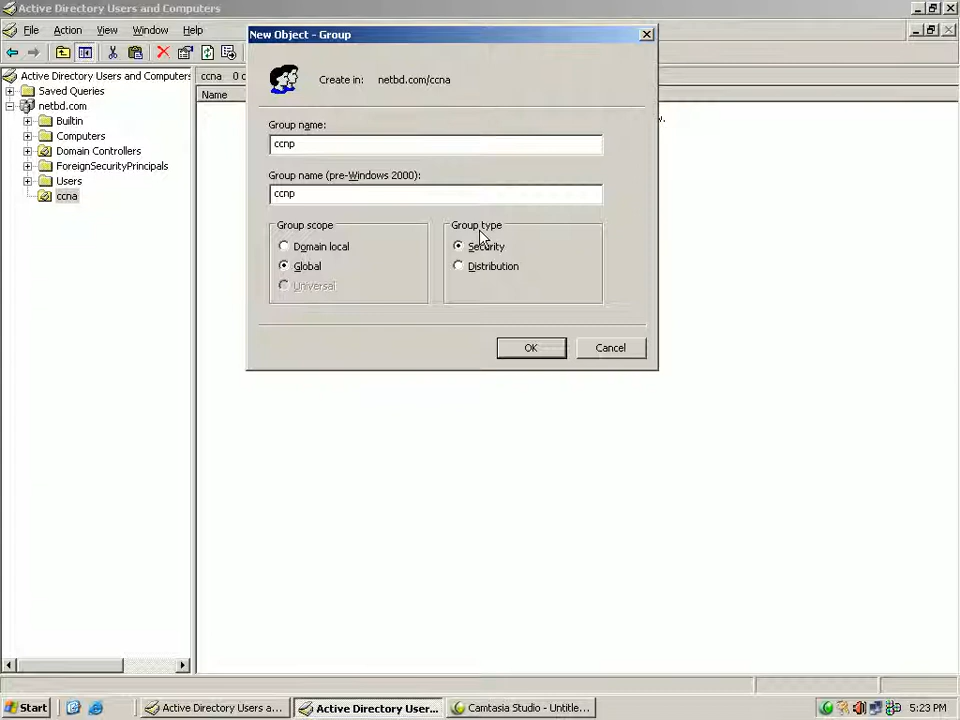 Active Directory Users and Computers
File Action View Window Help
Active Directory Users and Computers
Saved Queries
netbd.com
Builtin
Computers
Domain Controllers
ForeignSecurityPrincipals
Users
ccna
ccna 0
Name
New Object - Group
Create in: netbd.com/ccna
Group name:
ccnp
Group name (pre-Windows 2000):
ccnp
Group scope
Domain local
Global
Universal
Group type
Security
Distribution
OK Cancel
Start
Active Directory Users a...
Active Directory User...
Camtasia Studio - Untitle...
5:23 PM